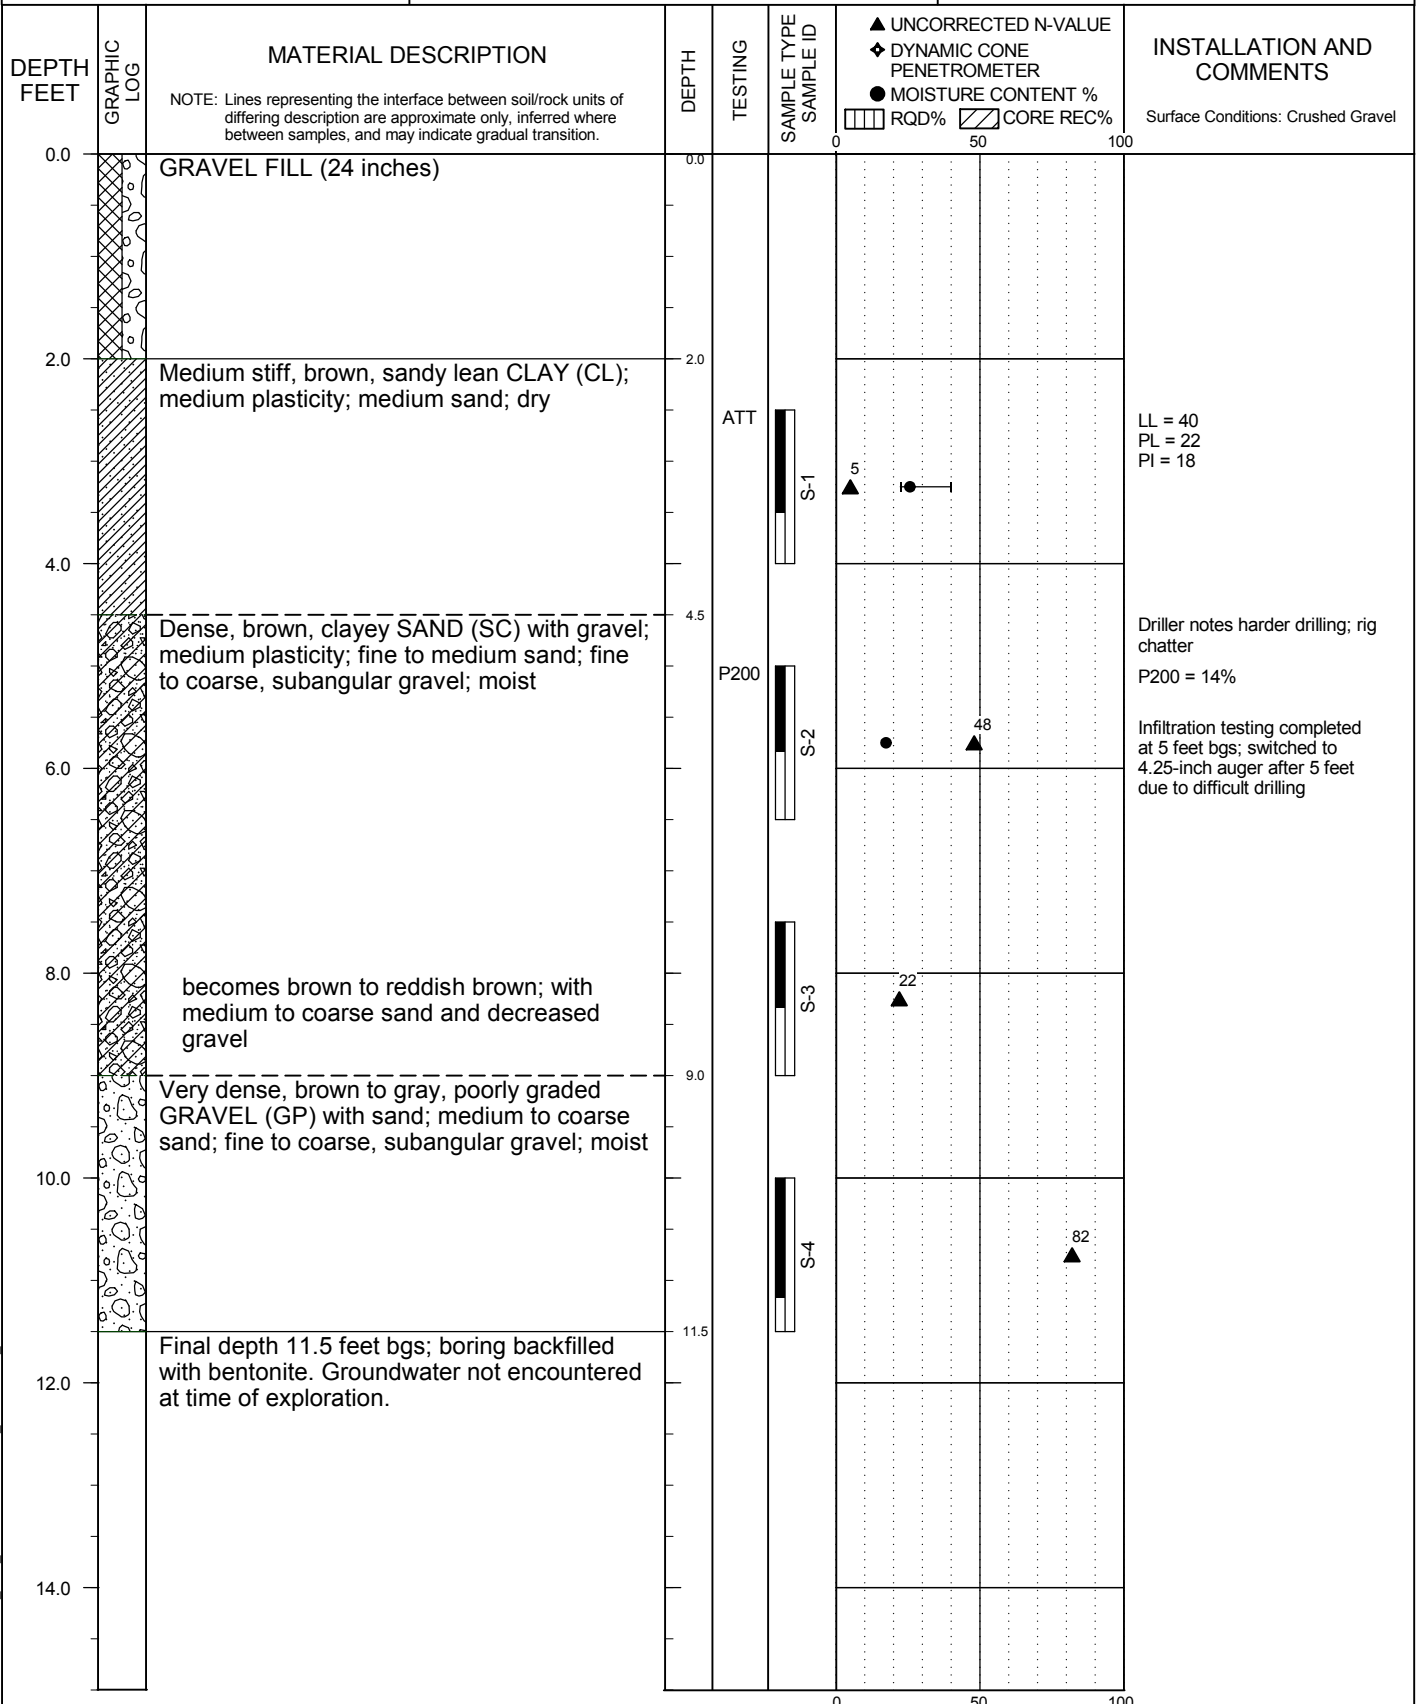 DEPTH
FEET
GRAPHIC
LOG
MATERIAL DESCRIPTION
NOTE: Lines representing the interface between soil/rock units of
differing description are approximate only, inferred where
between samples, and may indicate gradual transition.
DEPTH
TESTING
SAMPLE TYPE
SAMPLE ID
▲ UNCORRECTED N-VALUE
DYNAMIC CONE
PENETROMETER
● MOISTURE CONTENT %
RQD% CORE REC%
0 50 100
INSTALLATION AND
COMMENTS
Surface Conditions: Crushed Gravel
0.0
GRAVEL FILL (24 inches)
0.0
2.0
Medium stiff, brown, sandy lean CLAY (CL);
medium plasticity; medium sand; dry
2.0
ATT
S-1
5
LL = 40
PL = 22
PI = 18
4.0
Dense, brown, clayey SAND (SC) with gravel;
medium plasticity; fine to medium sand; fine
to coarse, subangular gravel; moist
4.5
P200
S-2
48
Driller notes harder drilling; rig
chatter
P200 = 14%
Infiltration testing completed
at 5 feet bgs; switched to
4.25-inch auger after 5 feet
due to difficult drilling
6.0
8.0
becomes brown to reddish brown; with
medium to coarse sand and decreased
gravel
S-3
22
Very dense, brown to gray, poorly graded
GRAVEL (GP) with sand; medium to coarse
sand; fine to coarse, subangular gravel; moist
9.0
10.0
S-4
82
Final depth 11.5 feet bgs; boring backfilled
with bentonite. Groundwater not encountered
at time of exploration.
11.5
12.0
14.0
0 50 100